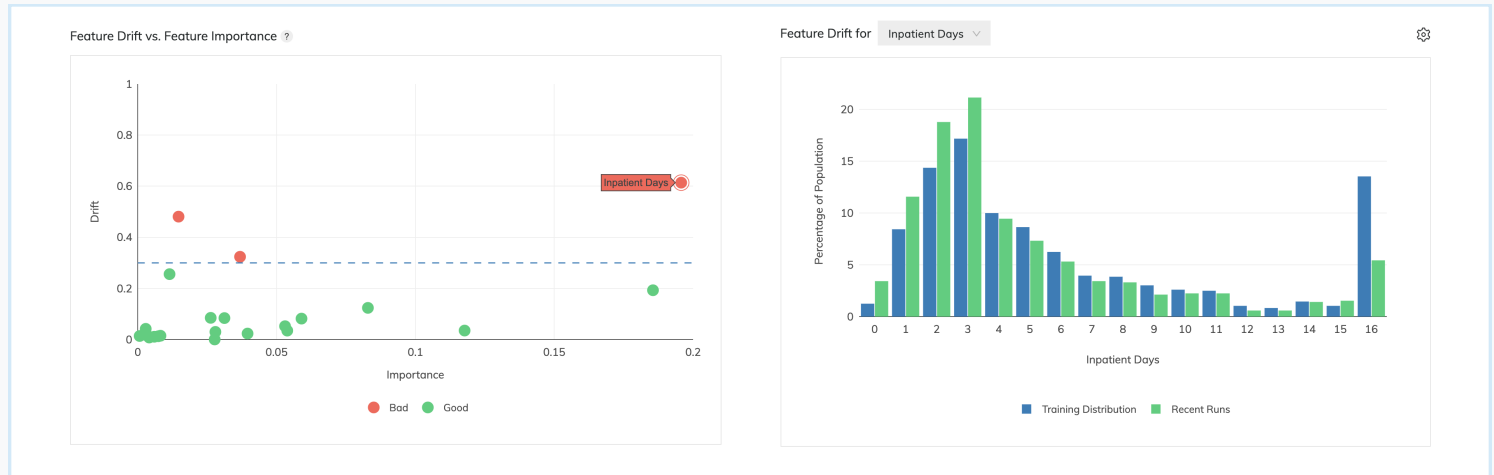 Feature Drift vs. Feature Importance ?
1
0.8
0.6
0.4
0.2
0
Drift
Inpatient Days
0
0.05
0.1
0.15
0.2
Importance
Bad
Good
Feature Drift for Inpatient Days
20
15
10
5
0
Percentage of Population
0 1 2 3 4 5 6 7 8 9 10 11 12 13 14 15 16
Inpatient Days
Training Distribution
Recent Runs